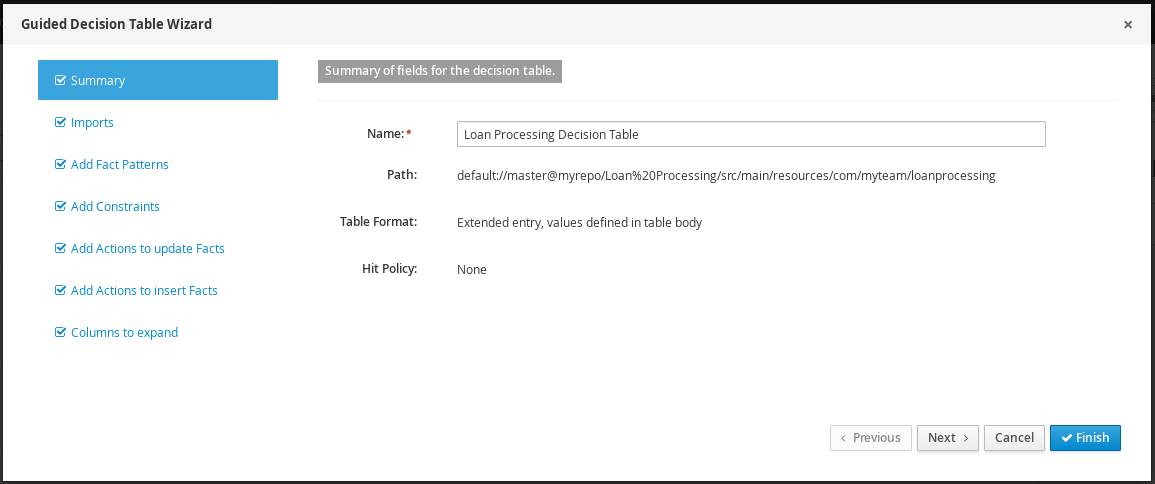 Guided Decision Table Wizard
×
Summary
Imports
Add Fact Patterns
Add Constraints
Add Actions to update Facts
Add Actions to insert Facts
Columns to expand
Summary of fields for the decision table.
Name:* Loan Processing Decision Table
Path: default://master@myrepo/Loan%20Processing/src/main/resources/com/myteam/loanprocessing
Table Format: Extended entry, values defined in table body
Hit Policy: None
Previous Next Cancel Finish